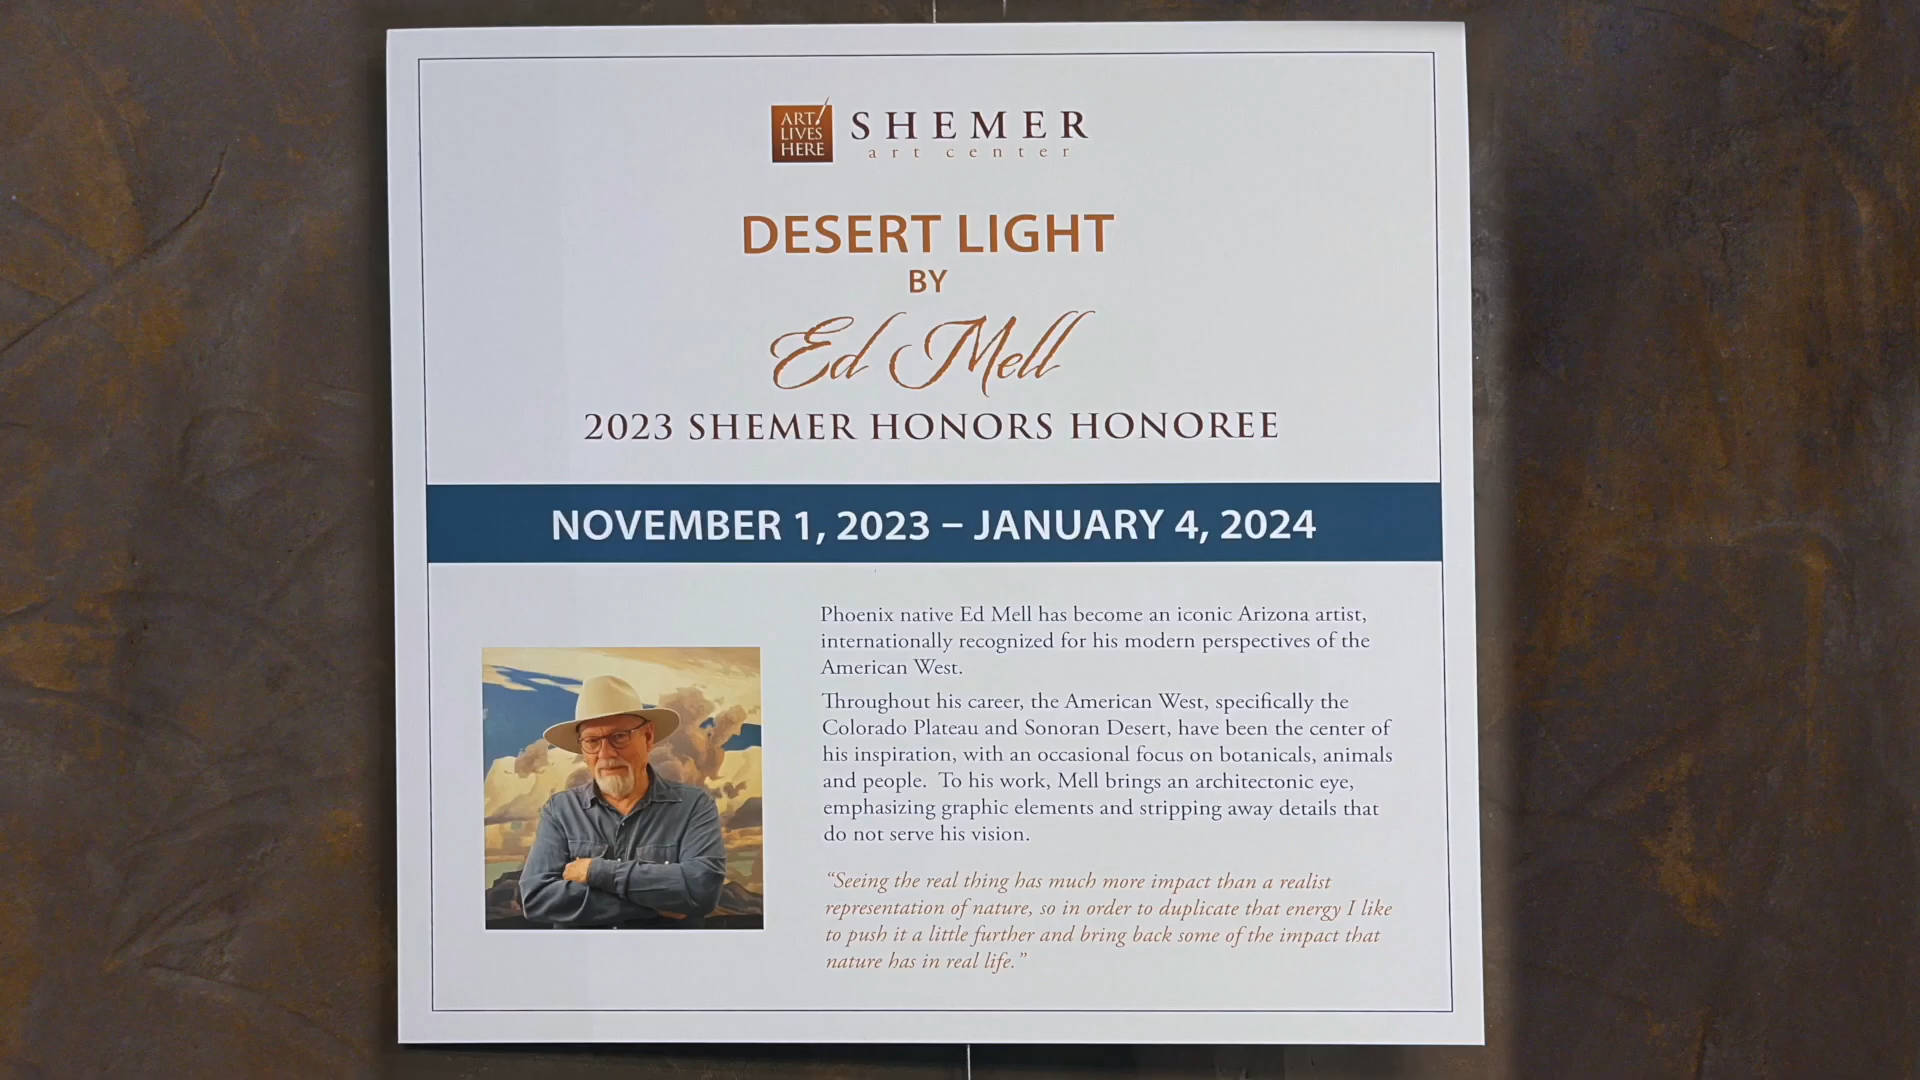 ART
LIVES
HERE
SHEMER
art center
DESERT LIGHT
BY
Ed Mell
2023 SHEMER HONORS HONOREE
NOVEMBER 1, 2023 – JANUARY 4, 2024
Phoenix native Ed Mell has become an iconic Arizona artist,
internationally recognized for his modern perspectives of the
American West.
Throughout his career, the American West, specifically the
Colorado Plateau and Sonoran Desert, have been the center of
his inspiration, with an occasional focus on botanicals, animals
and people.  To his work, Mell brings an architectonic eye,
emphasizing graphic elements and stripping away details that
do not serve his vision.
“Seeing the real thing has much more impact than a realist
representation of nature, so in order to duplicate that energy I like
to push it a little further and bring back some of the impact that
nature has in real life.”